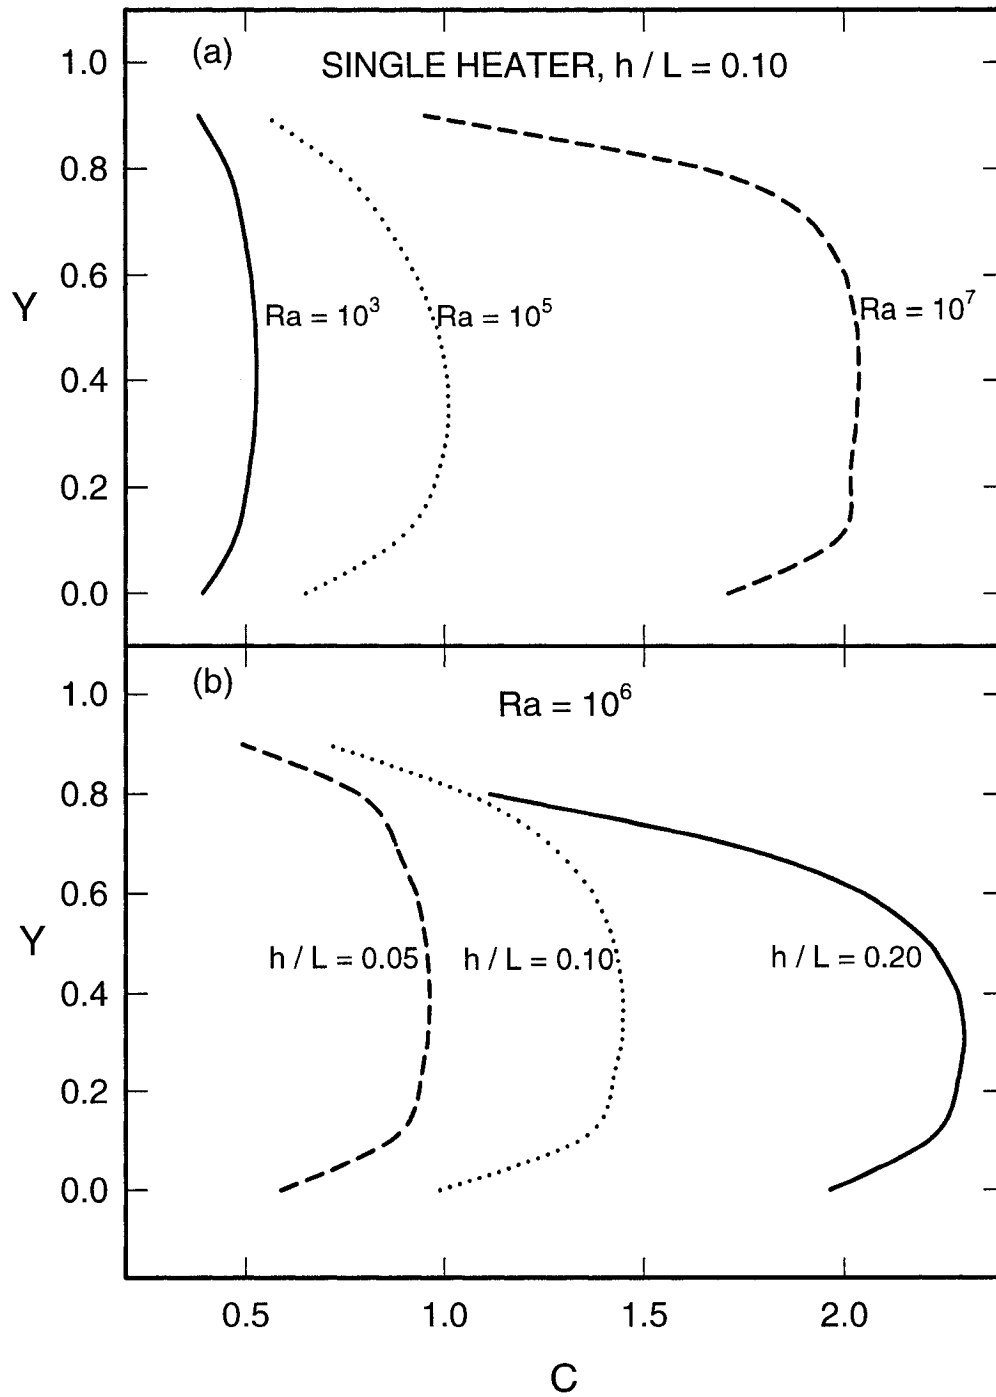 (a)
SINGLE HEATER, h / L = 0.10
1.0
0.8
0.6
Y
Ra = 10³
Ra = 10⁵
Ra = 10⁷
0.4
0.2
0.0
(b)
1.0
Ra = 10⁶
0.8
0.6
Y
h / L = 0.05
h / L = 0.10
h / L = 0.20
0.4
0.2
0.0
0.5 1.0 1.5 2.0
C